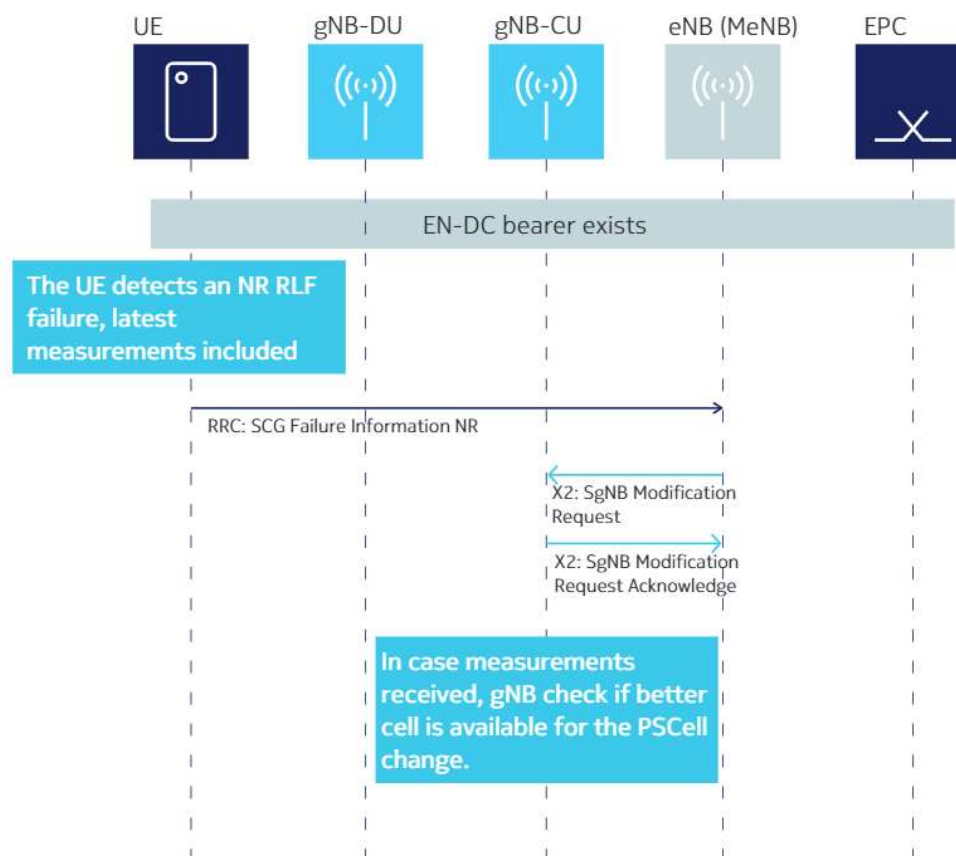 UE
gNB-DU
gNB-CU
eNB (MeNB)
EPC
EN-DC bearer exists
The UE detects an NR RLF
failure, latest
measurements included
RRC: SCG Failure Information NR
X2: SgNB Modification
Request
X2: SgNB Modification
Request Acknowledge
In case measurements
received, gNB check if better
cell is available for the PSCell
change.